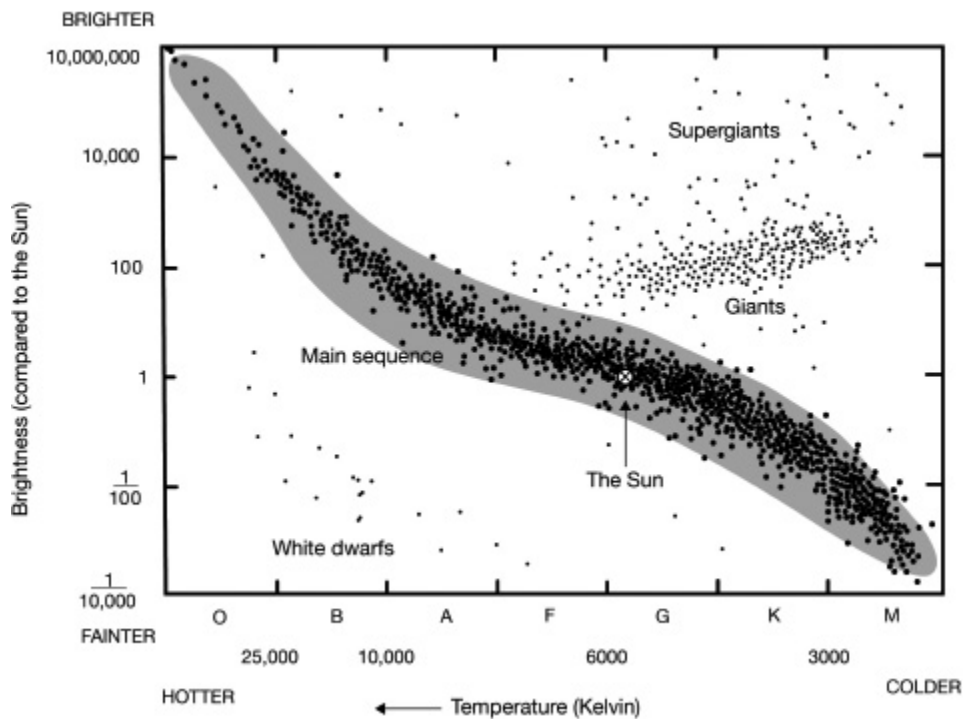 BRIGHTER
10,000,000
10,000
100
1
1
100
1
10,000
FAINTER
Brightness (compared to the Sun)
Supergiants
Giants
Main sequence
The Sun
White dwarfs
O B A F G K M
25,000 10,000 6000 3000
HOTTER
COLDER
Temperature (Kelvin)